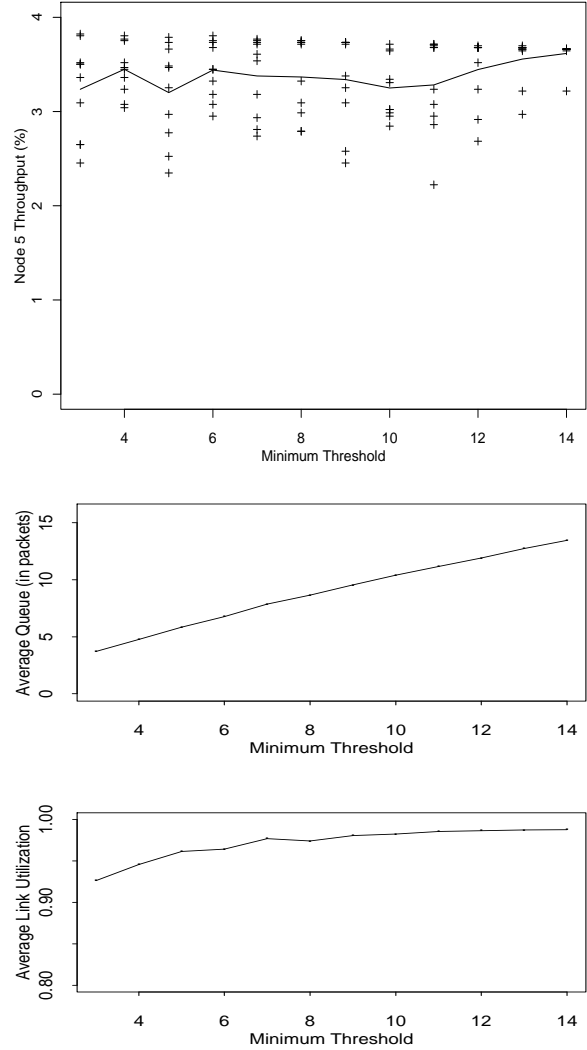 Node 5 Throughput (%)
4
3
2
1
0
4 6 8 10 12 14
Minimum Threshold
Average Queue (in packets)
15
10
5
0
4 6 8 10 12 14
Minimum Threshold
Average Link Utilization
1.00
0.90
0.80
4 6 8 10 12 14
Minimum Threshold